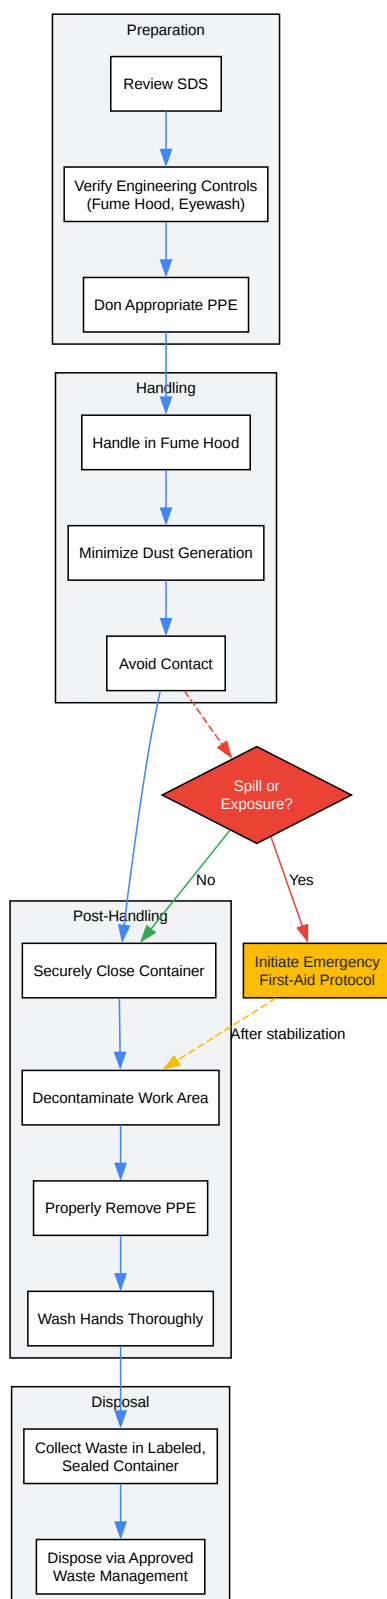 Preparation
Review SDS
Verify Engineering Controls
(Fume Hood, Eyewash)
Don Appropriate PPE
Handling
Handle in Fume Hood
Minimize Dust Generation
Avoid Contact
Spill or
Exposure?
No
Yes
Post-Handling
Securely Close Container
Initiate Emergency
First-Aid Protocol
After stabilization
Decontaminate Work Area
Properly Remove PPE
Wash Hands Thoroughly
Disposal
Collect Waste in Labeled,
Sealed Container
Dispose via Approved
Waste Management